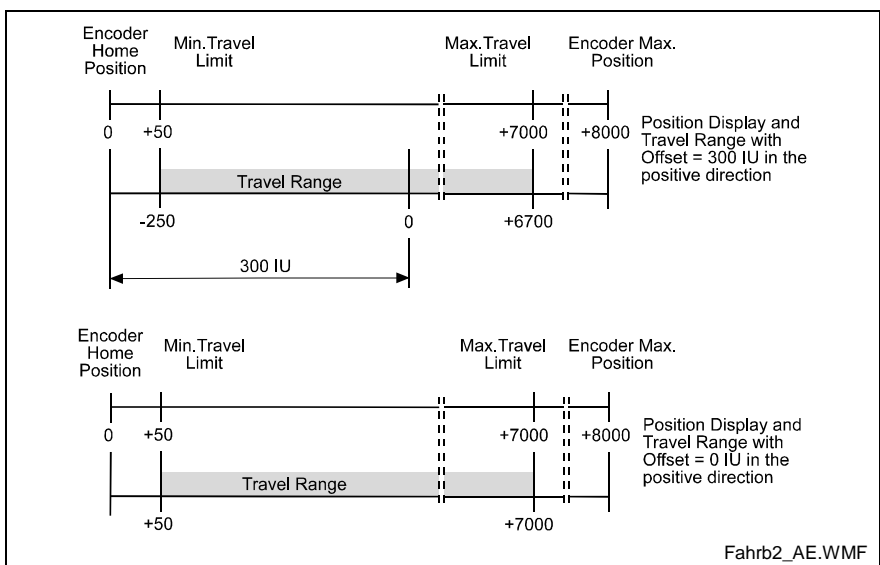 Encoder
Home
Position
Min.Travel
Limit
Max.Travel
Limit
Encoder Max.
Position
0
+50
+7000
+8000
Position Display and
Travel Range with
Offset = 300 IU in the
positive direction
Travel Range
-250
0
+6700
300 IU
Encoder
Home
Position
Min.Travel
Limit
Max.Travel
Limit
Encoder Max.
Position
0
+50
+7000
+8000
Position Display and
Travel Range with
Offset = 0 IU in the
positive direction
Travel Range
+50
+7000
Fahrb2_AE.WMF